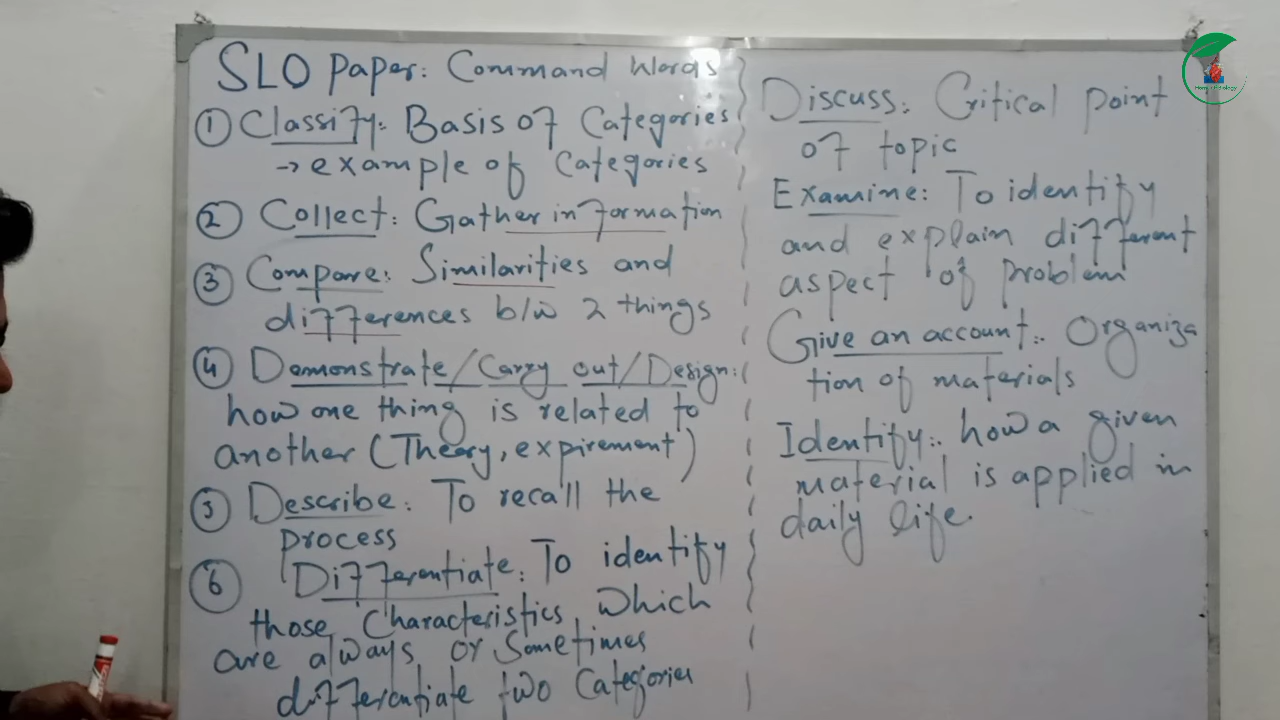 SLO Paper: Command Words
① Classify: Basis of Categories
→ example of Categories
② Collect: Gather information
③ Compare: Similarities and
differences b/w 2 things
④ Demonstrate/Carry out/Design:
how one thing is related to
another (Theory, expirement)
⑤ Describe: To recall the
process
⑥ Differentiate: To identify
those Characteristics which
are always or Sometimes
differentiate two Categories
Discuss: Critical point
of topic
Examine: To identify
and explain different
aspect of problem
Give an account: Organiza
tion of materials
Identify: how a given
material is applied in
daily life.